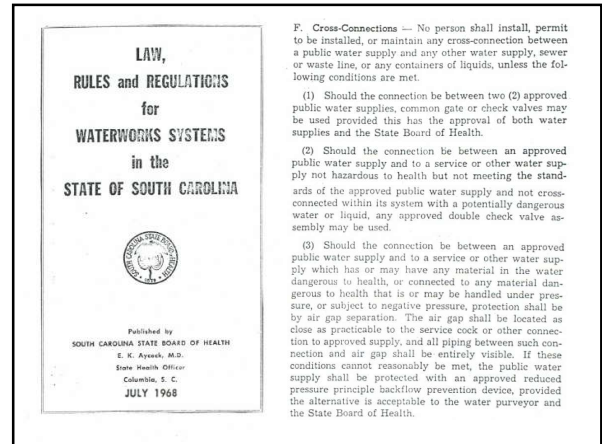 LAW,
RULES and REGULATIONS
for
WATERWORKS SYSTEMS
in the
STATE OF SOUTH CAROLINA
SOUTH CAROLINA STATE BOARD OF HEALTH
Published by
SOUTH CAROLINA STATE BOARD OF HEALTH
E. K. Aycock, M.D.
State Health Officer
Columbia, S. C.
JULY 1968
F. Cross-Connections — No person shall install, permit
to be installed, or maintain any cross-connection between
a public water supply and any other water supply, sewer
or waste line, or any containers of liquids, unless the fol-
lowing conditions are met.
(1) Should the connection be between two (2) approved
public water supplies, common gate or check valves may
be used provided this has the approval of both water
supplies and the State Board of Health.
(2) Should the connection be between an approved
public water supply and to a service or other water sup-
ply not hazardous to health but not meeting the stand-
ards of the approved public water supply and not cross-
connected within its system with a potentially dangerous
water or liquid, any approved double check valve as-
sembly may be used.
(3) Should the connection be between an approved
public water supply and to a service or other water sup-
ply which has or may have any material in the water
dangerous to health, or connected to any material dan-
gerous to health that is or may be handled under pres-
sure, or subject to negative pressure, protection shall be
by air gap separation. The air gap shall be located as
close as practicable to the service cock or other connec-
tion to approved supply, and all piping between such con-
nection and air gap shall be entirely visible. If these
conditions cannot reasonably be met, the public water
supply shall be protected with an approved reduced
pressure principle backflow prevention device, provided
the alternative is acceptable to the water purveyor and
the State Board of Health.